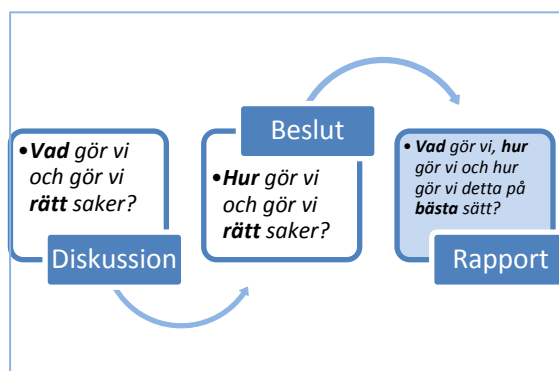 •Vad gör vi
och gör vi
rätt saker?
Diskussion
Beslut
•Hur gör vi
och gör vi
rätt saker?
•Vad gör vi, hur
gör vi och hur
gör vi detta på
bästa sätt?
Rapport